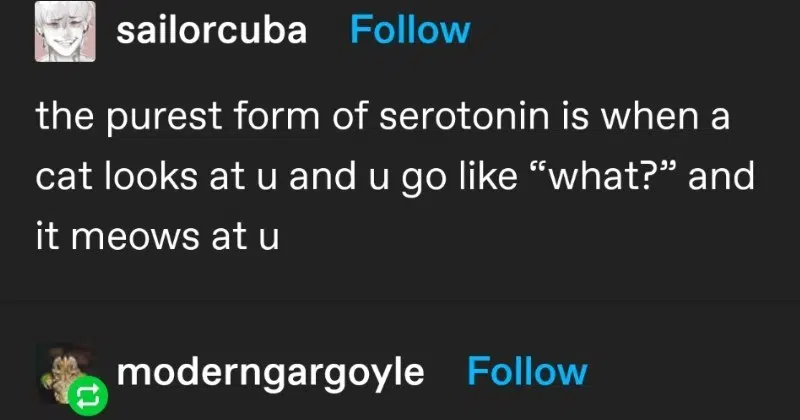 sailorcuba Follow
the purest form of serotonin is when a
cat looks at u and u go like “what?” and
it meows at u
moderngargoyle Follow